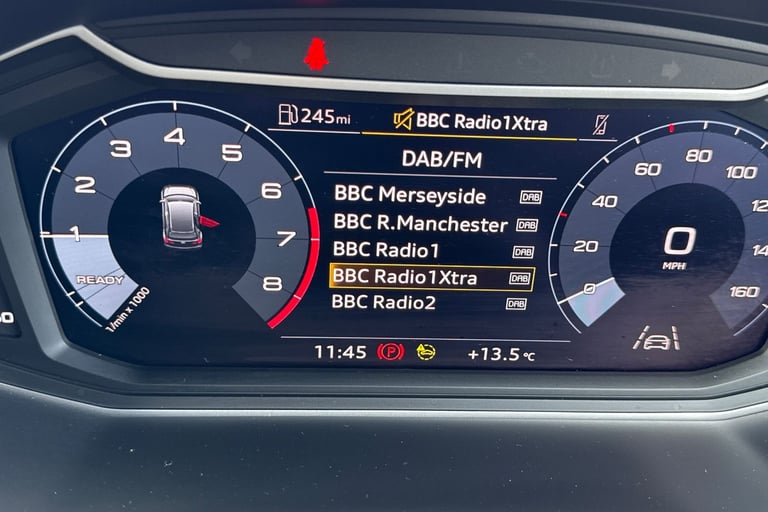 245mi
BBC Radio1Xtra
DAB/FM
BBC Merseyside DAB
BBC R.Manchester DAB
BBC Radio1 DAB
BBC Radio1Xtra DAB
BBC Radio2 DAB
11:45 P +13.5°C
1
2
3
4
5
6
7
8
READY
1/min x 1000
0
20
40
60
80
100
160
0
MPH